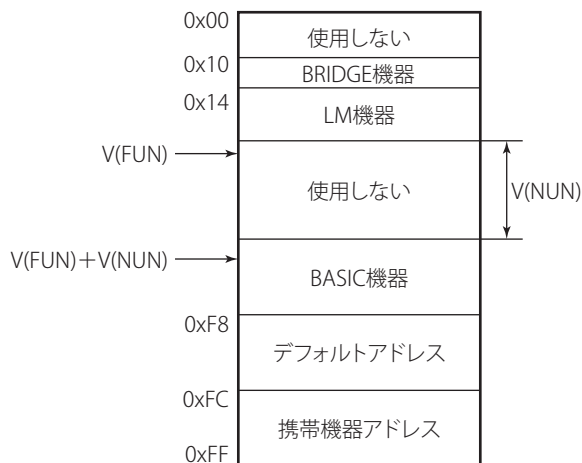 0x00
使用しない
0x10
BRIDGE機器
0x14
LM機器
V(FUN)
使用しない
V(NUN)
V(FUN)+V(NUN)
BASIC機器
0xF8
デフォルトアドレス
0xFC
携帯機器アドレス
0xFF